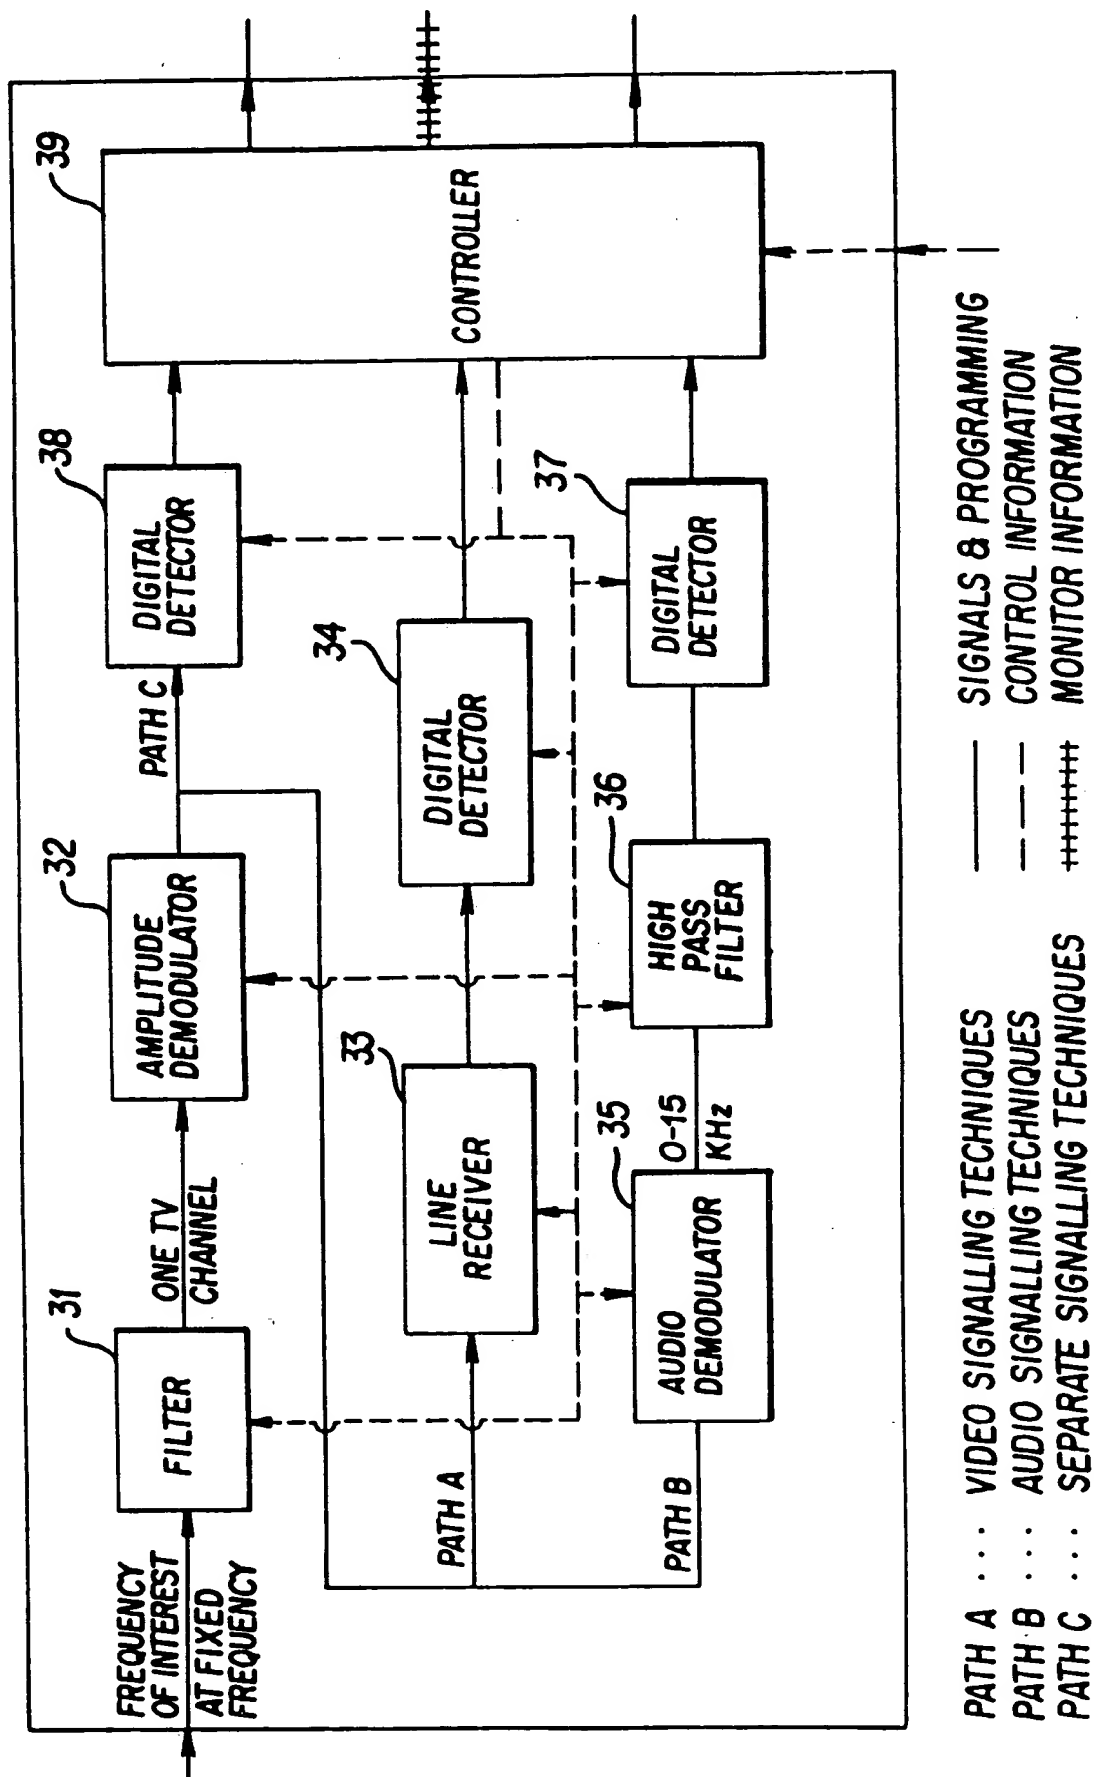 39
CONTROLLER
38
DIGITAL
DETECTOR
PATH C
37
DIGITAL
DETECTOR
34
DIGITAL
DETECTOR
32
AMPLITUDE
DEMODULATOR
36
HIGH
PASS
FILTER
33
LINE
RECEIVER
0-15
KHz
35
AUDIO
DEMODULATOR
ONE TV
CHANNEL
31
FILTER
PATH A
PATH B
FREQUENCY
OF INTEREST
AT FIXED
FREQUENCY
PATH A ... VIDEO SIGNALLING TECHNIQUES
PATH B ... AUDIO SIGNALLING TECHNIQUES
PATH C ... SEPARATE SIGNALLING TECHNIQUES
SIGNALS & PROGRAMMING
CONTROL INFORMATION
MONITOR INFORMATION